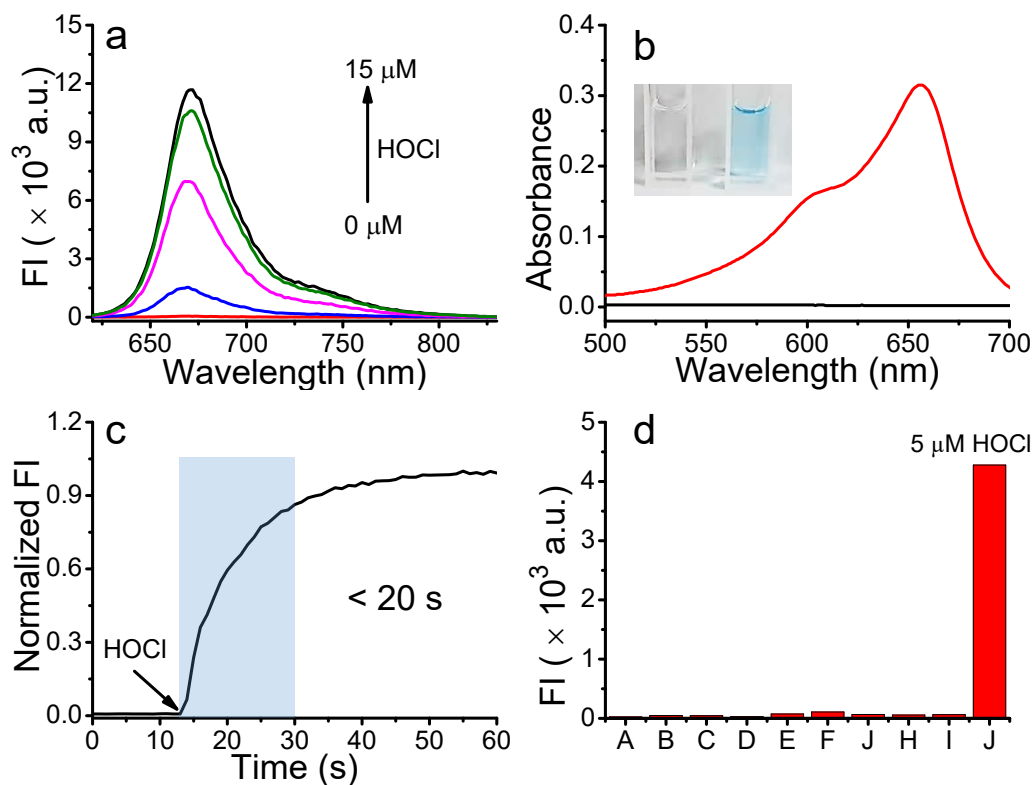 a
15
12
9
6
3
0
FI ( × 10³ a.u.)
15 μM
HOCl
0 μM
650 700 750 800
Wavelength (nm)
b
0.4
0.3
0.2
0.1
0.0
Absorbance
500 550 600 650 700
Wavelength (nm)
c
1.2
0.9
0.6
0.3
0.0
Normalized FI
HOCl
< 20 s
0 10 20 30 40 50 60
Time (s)
d
5
4
3
2
1
0
FI ( × 10³ a.u.)
5 μM HOCl
A B C D E F J H I J